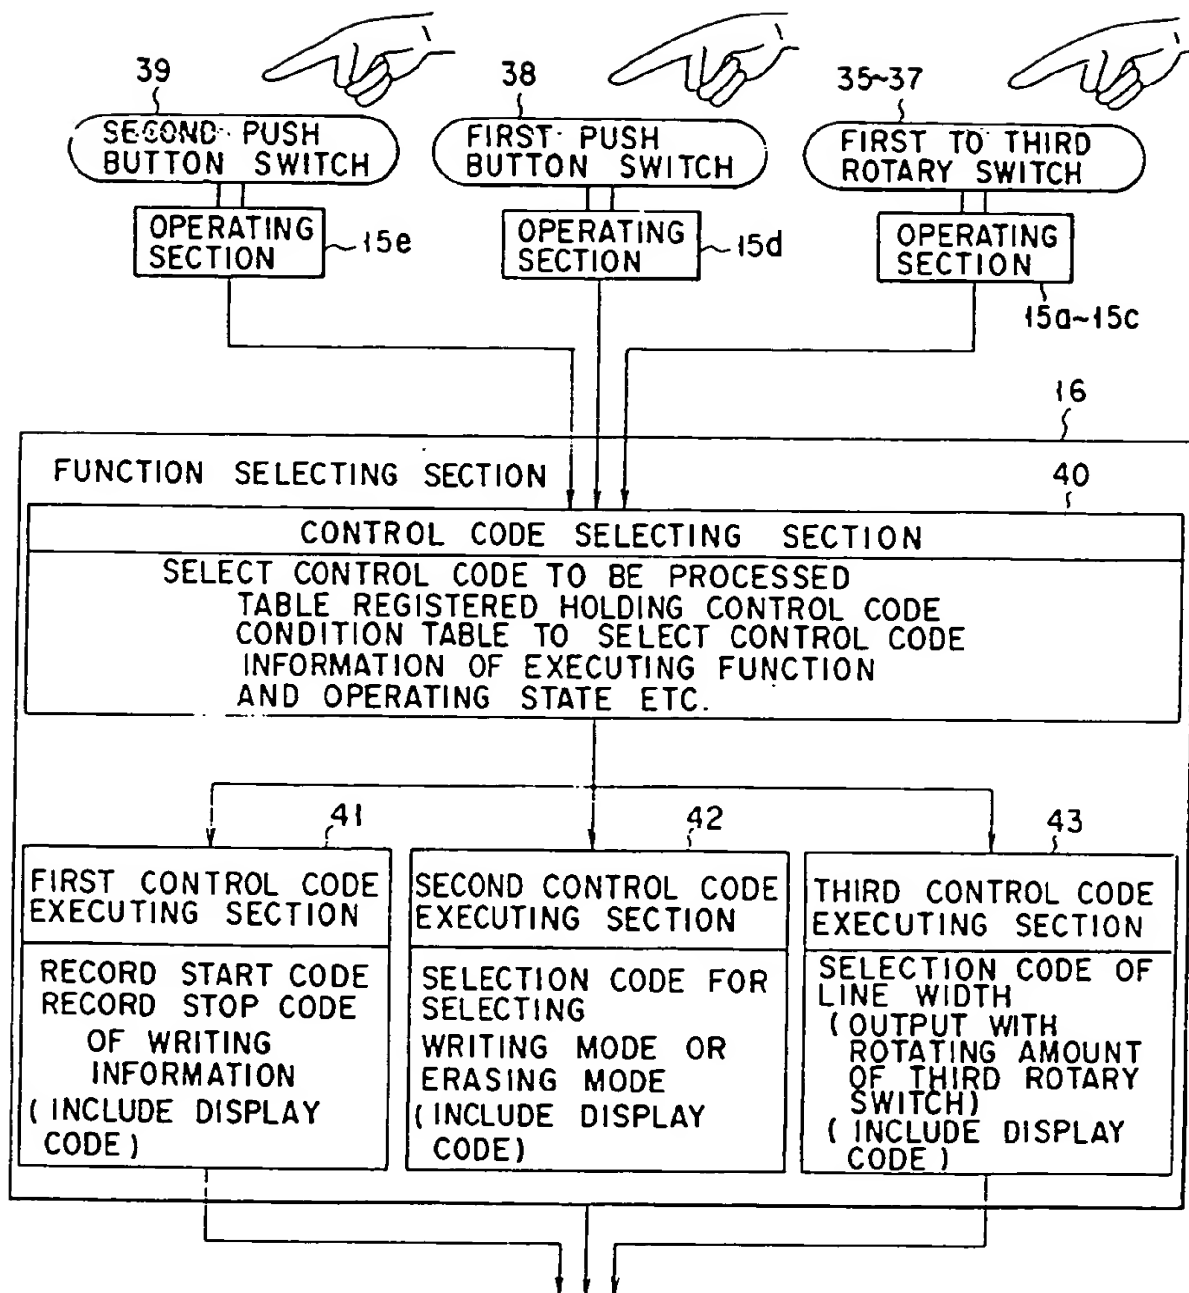 39
38
35~37
SECOND PUSH
BUTTON SWITCH
FIRST PUSH
BUTTON SWITCH
FIRST TO THIRD
ROTARY SWITCH
OPERATING
SECTION
15e
OPERATING
SECTION
15d
OPERATING
SECTION
15a~15c
16
FUNCTION SELECTING SECTION
40
CONTROL CODE SELECTING SECTION
SELECT CONTROL CODE TO BE PROCESSED
TABLE REGISTERED HOLDING CONTROL CODE
CONDITION TABLE TO SELECT CONTROL CODE
INFORMATION OF EXECUTING FUNCTION
AND OPERATING STATE ETC.
41
42
43
FIRST CONTROL CODE
EXECUTING SECTION
RECORD START CODE
RECORD STOP CODE
OF WRITING
INFORMATION
(INCLUDE DISPLAY
CODE)
SECOND CONTROL CODE
EXECUTING SECTION
SELECTION CODE FOR
SELECTING
WRITING MODE OR
ERASING MODE
(INCLUDE DISPLAY
CODE)
THIRD CONTROL CODE
EXECUTING SECTION
SELECTION CODE OF
LINE WIDTH
(OUTPUT WITH
ROTATING AMOUNT
OF THIRD ROTARY
SWITCH)
(INCLUDE DISPLAY
CODE)